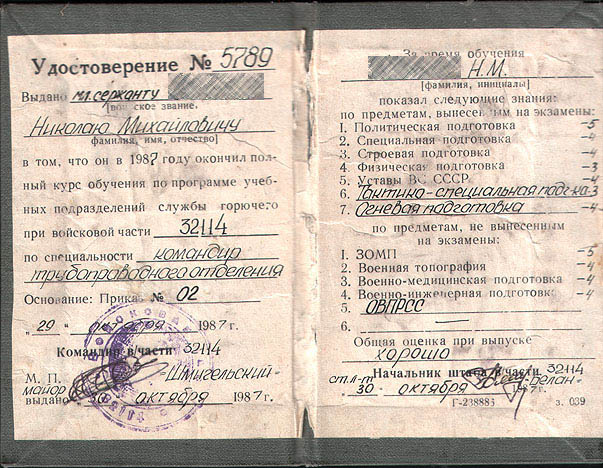 Удостоверение № 5789
Выдано мл. сержанту
(воинское звание,
Николаю Михайловичу
фамилия, имя, отчество)
в том, что он в 1987 году окончил пол-
ный курс обучения по программе учеб-
ных подразделений службы горючего
при войсковой части 32114
по специальности командир
трубопроводного отделения
Основание: Приказ № 02
„29 " октября 1987 г.
Командир в/части 32114
М. П.
майор Шмигельский
выдано 30 октября 1987 г.
За время обучения
Н.М.
(фамилия, инициалы)
показал следующие знания:
по предметам, вынесенным на экзамены:
1. Политическая подготовка -5
2. Специальная подготовка -4
3. Строевая подготовка -4
4. Физическая подготовка -3
5. Уставы ВС СССР -4
6. Тактико-специальная подг-ка-3
7. Огневая подготовка -4
по предметам, не вынесенным
на экзамены:
1. ЗОМП -5
2. Военная топография -4
3. Военно-медицинская подготовка -4
4. Военно-инженерная подготовка 4
5. ОВПРСС
6.
Общая оценка при выпуске
хорошо
Начальник штаба в/части 32114
ст. л-т Белан
30 октября 1987 г.
Г-238883 з. 039